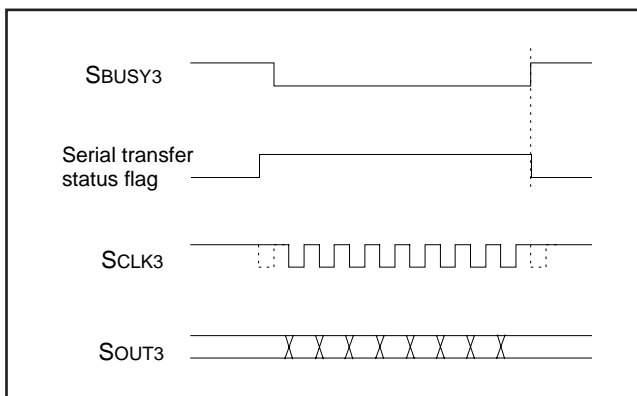 SBUSY3
Serial transfer
status flag
SCLK3
SOUT3